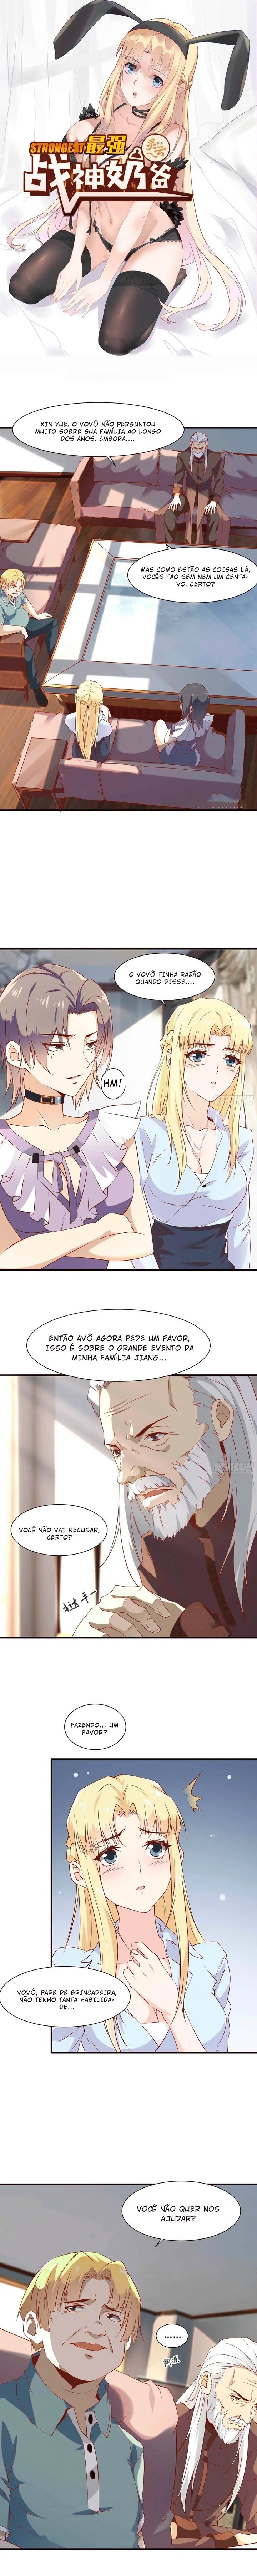 STRONGEST 最强
战神奶爸
XIN YUE, O VOVÔ NÃO PERGUNTOU
MUITO SOBRE SUA FAMÍLIA AO LONGO
DOS ANOS, EMBORA....
MAS COMO ESTÃO AS COISAS LÁ,
VOCÊS TAO SEM NEM UM CENTA-
VO, CERTO?
O VOVÔ TINHA RAZÃO
QUANDO DISSE....
HM!
ENTÃO AVÔ AGORA PEDE UM FAVOR,
ISSO É SOBRE O GRANDE EVENTO DA
MINHA FAMÍLIA JIANG...
VOCÊ NÃO VAI RECUSAR,
CERTO?
FAZENDO... UM
FAVOR?
VOVÔ, PARE DE BRINCADEIRA,
NÃO TENHO TANTA HABILIDA-
DE...
VOCÊ NÃO QUER NOS
AJUDAR?
......